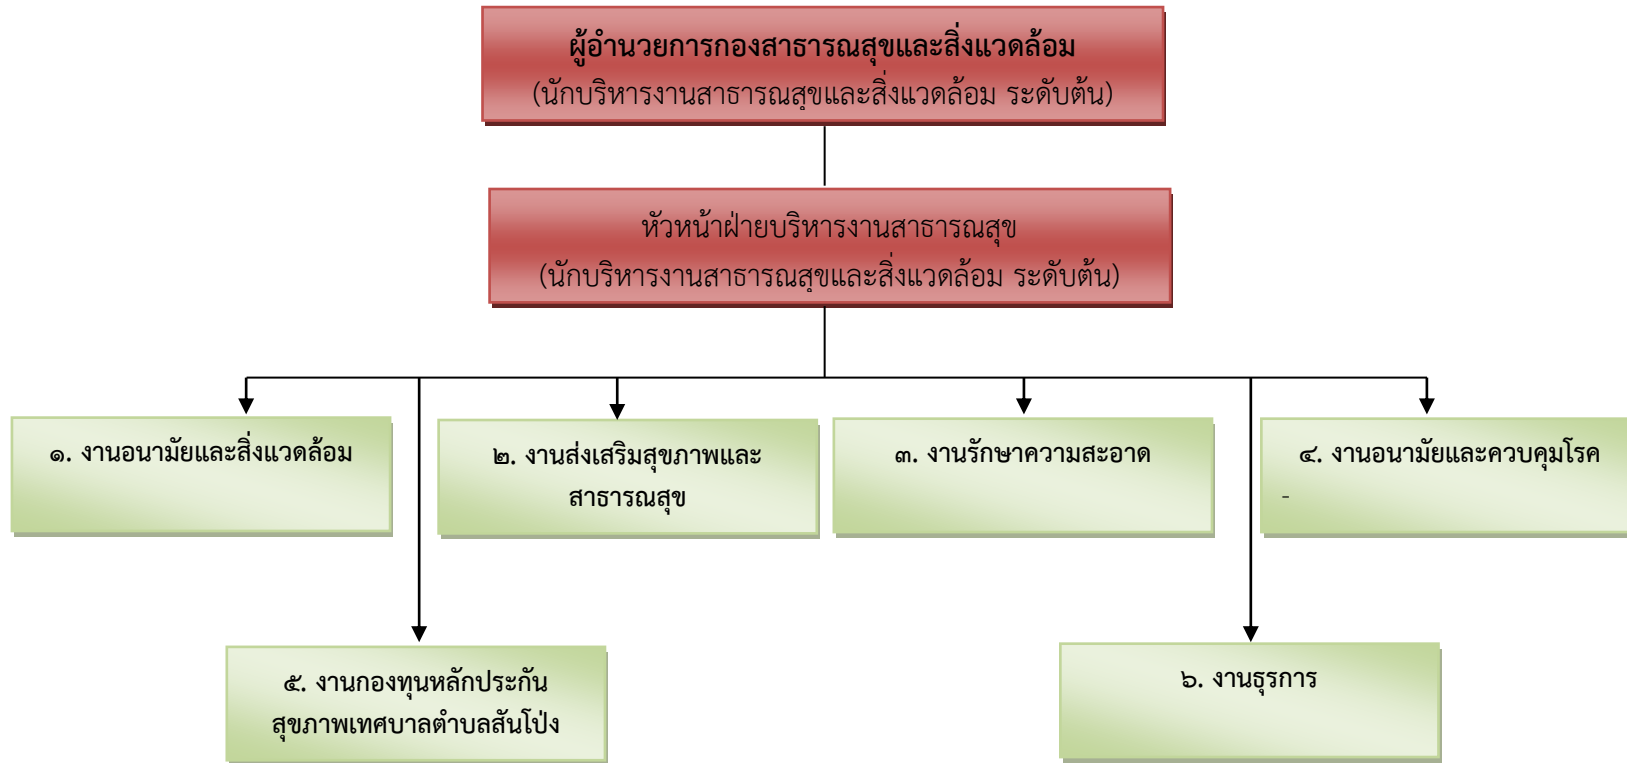 ผู้อำนวยการกองสาธารณสุขและสิ่งแวดล้อม
(นักบริหารงานสาธารณสุขและสิ่งแวดล้อม ระดับต้น)
หัวหน้าฝ่ายบริหารงานสาธารณสุข
(นักบริหารงานสาธารณสุขและสิ่งแวดล้อม ระดับต้น)
๑. งานอนามัยและสิ่งแวดล้อม
๒. งานส่งเสริมสุขภาพและ
สาธารณสุข
๓. งานรักษาความสะอาด
๔. งานอนามัยและควบคุมโรค
-
๕. งานกองทุนหลักประกัน
สุขภาพเทศบาลตำบลสันโป่ง
๖. งานธุรการ